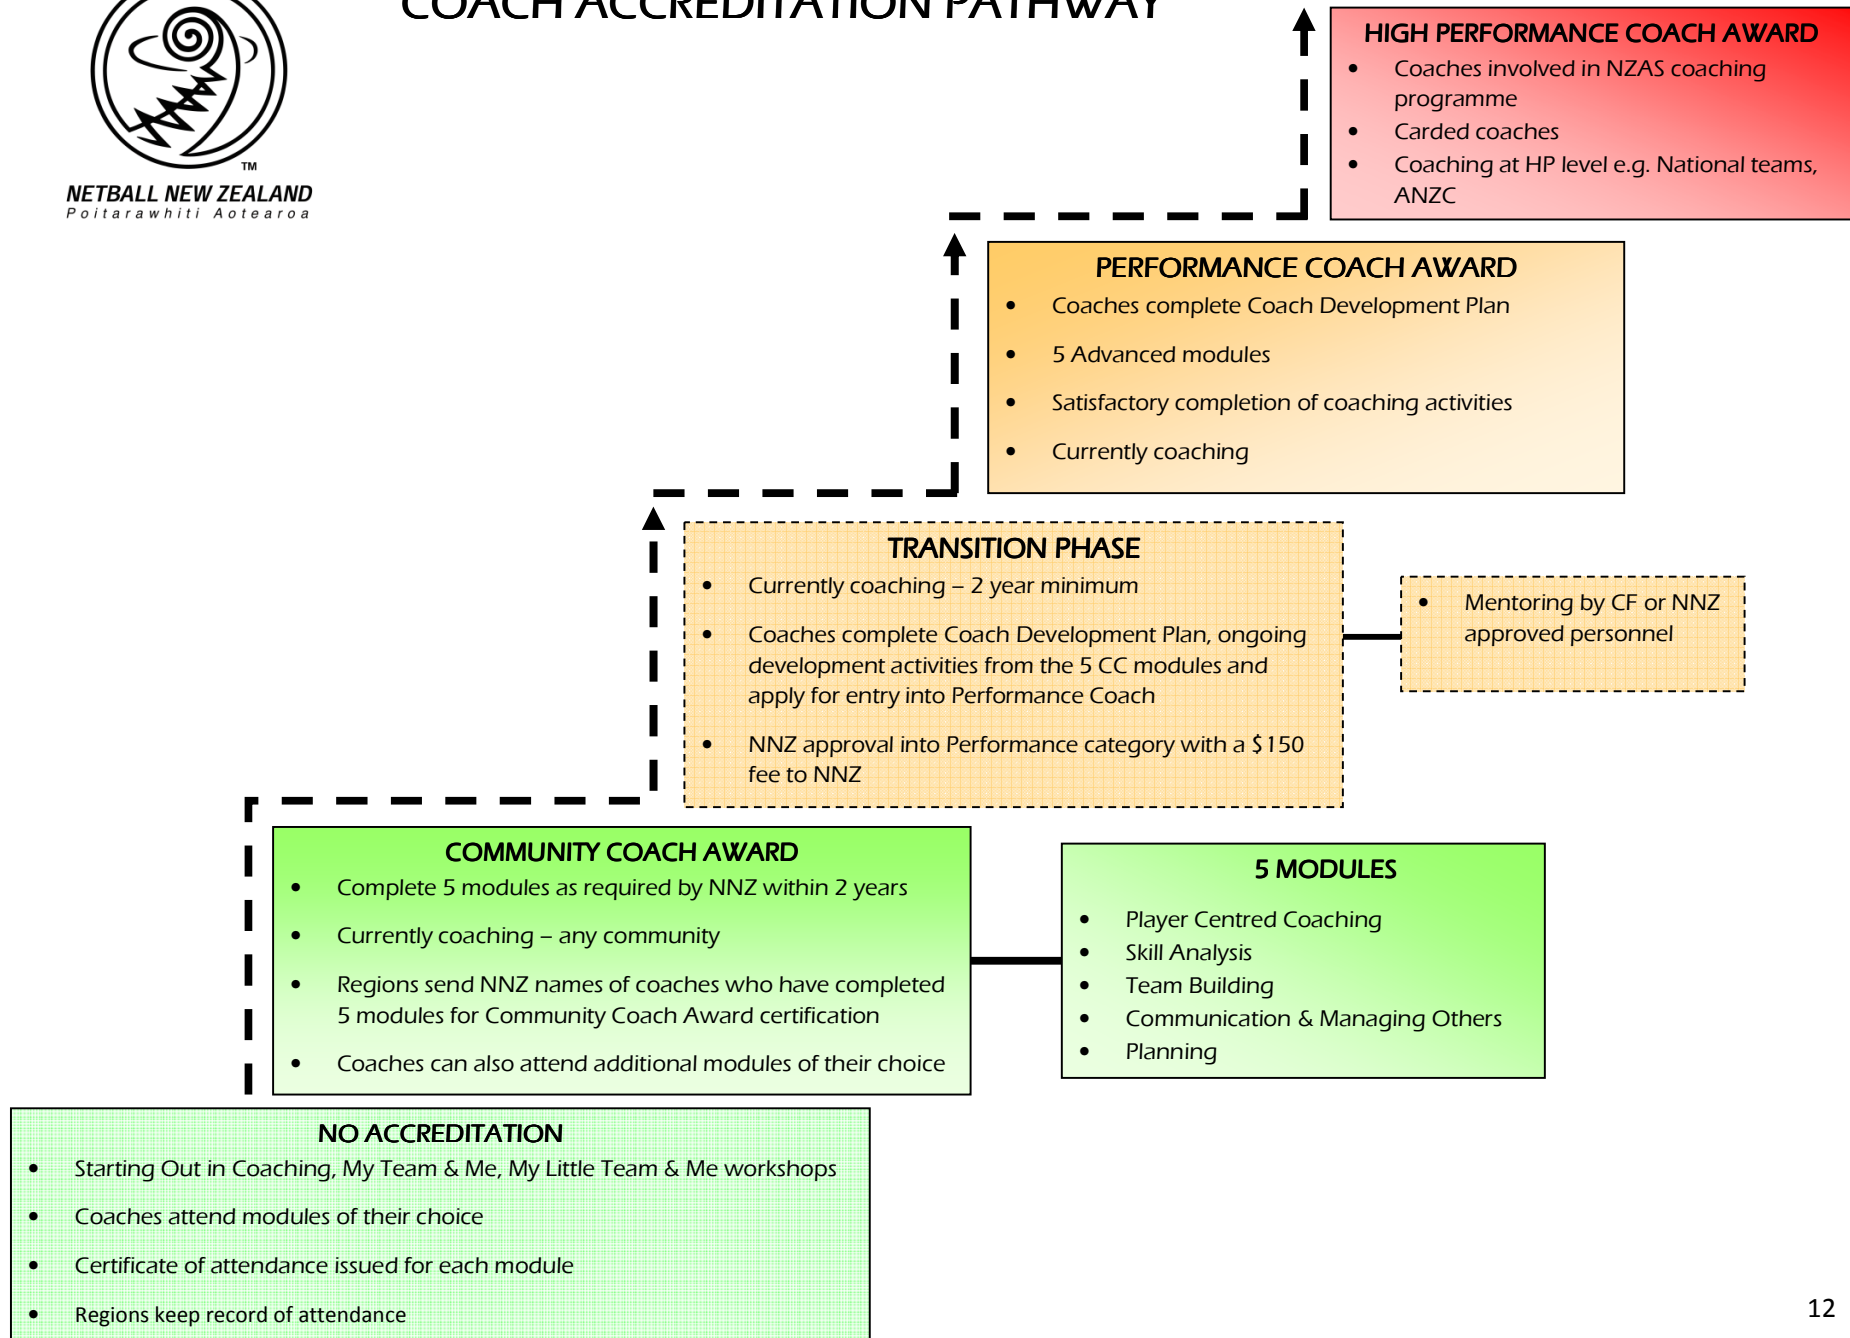 COACH ACCREDITATION PATHWAY
TM
NETBALL NEW ZEALAND
Poitarawhiti Aotearoa
HIGH PERFORMANCE COACH AWARD
• Coaches involved in NZAS coaching
programme
• Carded coaches
• Coaching at HP level e.g. National teams,
ANZC
PERFORMANCE COACH AWARD
• Coaches complete Coach Development Plan
• 5 Advanced modules
• Satisfactory completion of coaching activities
• Currently coaching
TRANSITION PHASE
• Currently coaching – 2 year minimum
• Coaches complete Coach Development Plan, ongoing
development activities from the 5 CC modules and
apply for entry into Performance Coach
• NNZ approval into Performance category with a $150
fee to NNZ
• Mentoring by CF or NNZ
approved personnel
COMMUNITY COACH AWARD
• Complete 5 modules as required by NNZ within 2 years
• Currently coaching – any community
• Regions send NNZ names of coaches who have completed
5 modules for Community Coach Award certification
• Coaches can also attend additional modules of their choice
5 MODULES
• Player Centred Coaching
• Skill Analysis
• Team Building
• Communication & Managing Others
• Planning
NO ACCREDITATION
• Starting Out in Coaching, My Team & Me, My Little Team & Me workshops
• Coaches attend modules of their choice
• Certificate of attendance issued for each module
• Regions keep record of attendance
12